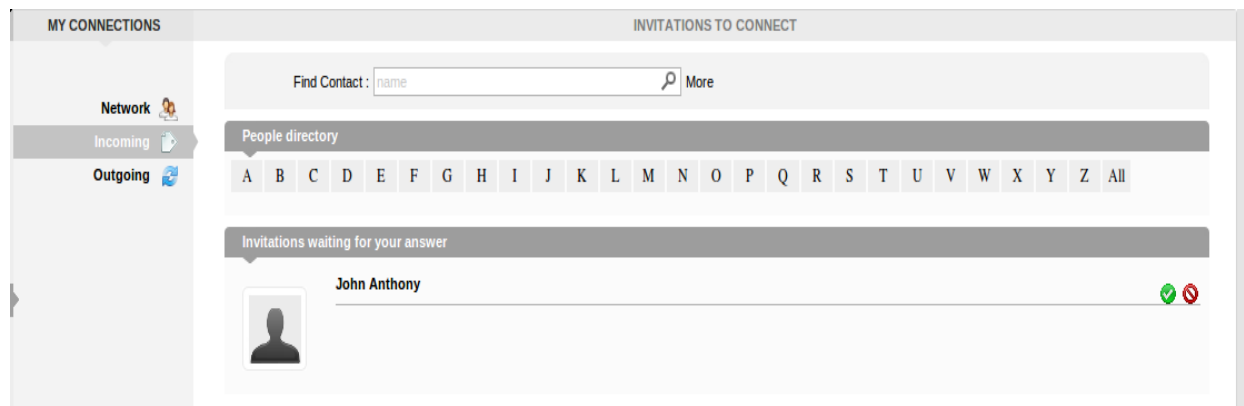 MY CONNECTIONS
INVITATIONS TO CONNECT
Find Contact : name More
Network
Incoming
Outgoing
People directory
A B C D E F G H I J K L M N O P Q R S T U V W X Y Z All
Invitations waiting for your answer
John Anthony